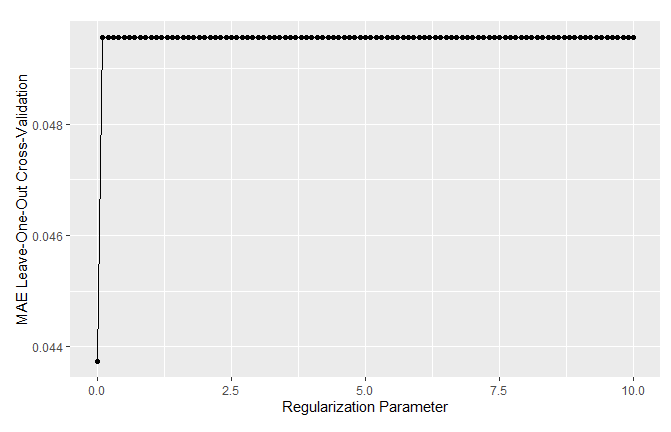 MAE Leave-One-Out Cross-Validation
0.048
0.046
0.044
0.0 2.5 5.0 7.5 10.0
Regularization Parameter